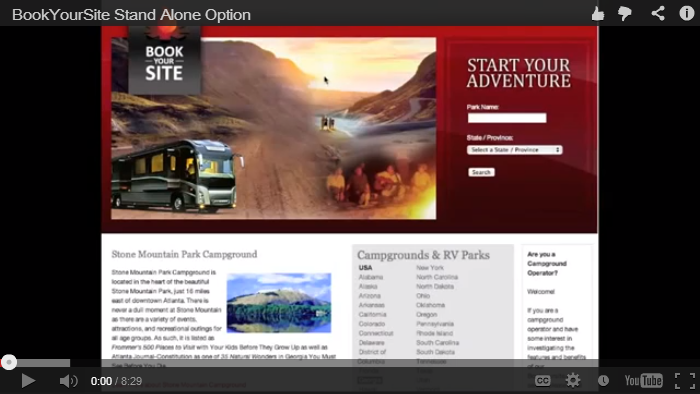 BookYourSite Stand Alone Option
BOOK
YOUR
SITE
START YOUR
ADVENTURE
Park Name:
State / Province:
Select a State / Province
Search
Stone Mountain Park Campground
Stone Mountain Park Campground is
located in the heart of the beautiful
Stone Mountain Park, just 16 miles
east of downtown Atlanta. There is
never a dull moment at Stone Mountain
as there are a variety of events,
attractions, and recreational outings for
all age groups. As such, it is listed as
Frommer's 500 Places to Visit with Your Kids Before They Grow Up as well as
Atlanta Journal-Constitution as one of 35 Natural Wonders in Georgia You Must
See Before You Die.
Campgrounds & RV Parks
USA
Alabama
Alaska
Arizona
Arkansas
California
Colorado
Connecticut
Delaware
District of
Columbia
New York
North Carolina
North Dakota
Ohio
Oklahoma
Oregon
Pennsylvania
Rhode Island
South Carolina
South Dakota
Tennessee
Are you a
Campground
Operator?
Welcome!
If you are a
campground
operator and have
some interest in
investigating the
features and
benefits of
0:00 / 8:29
CC
YouTube